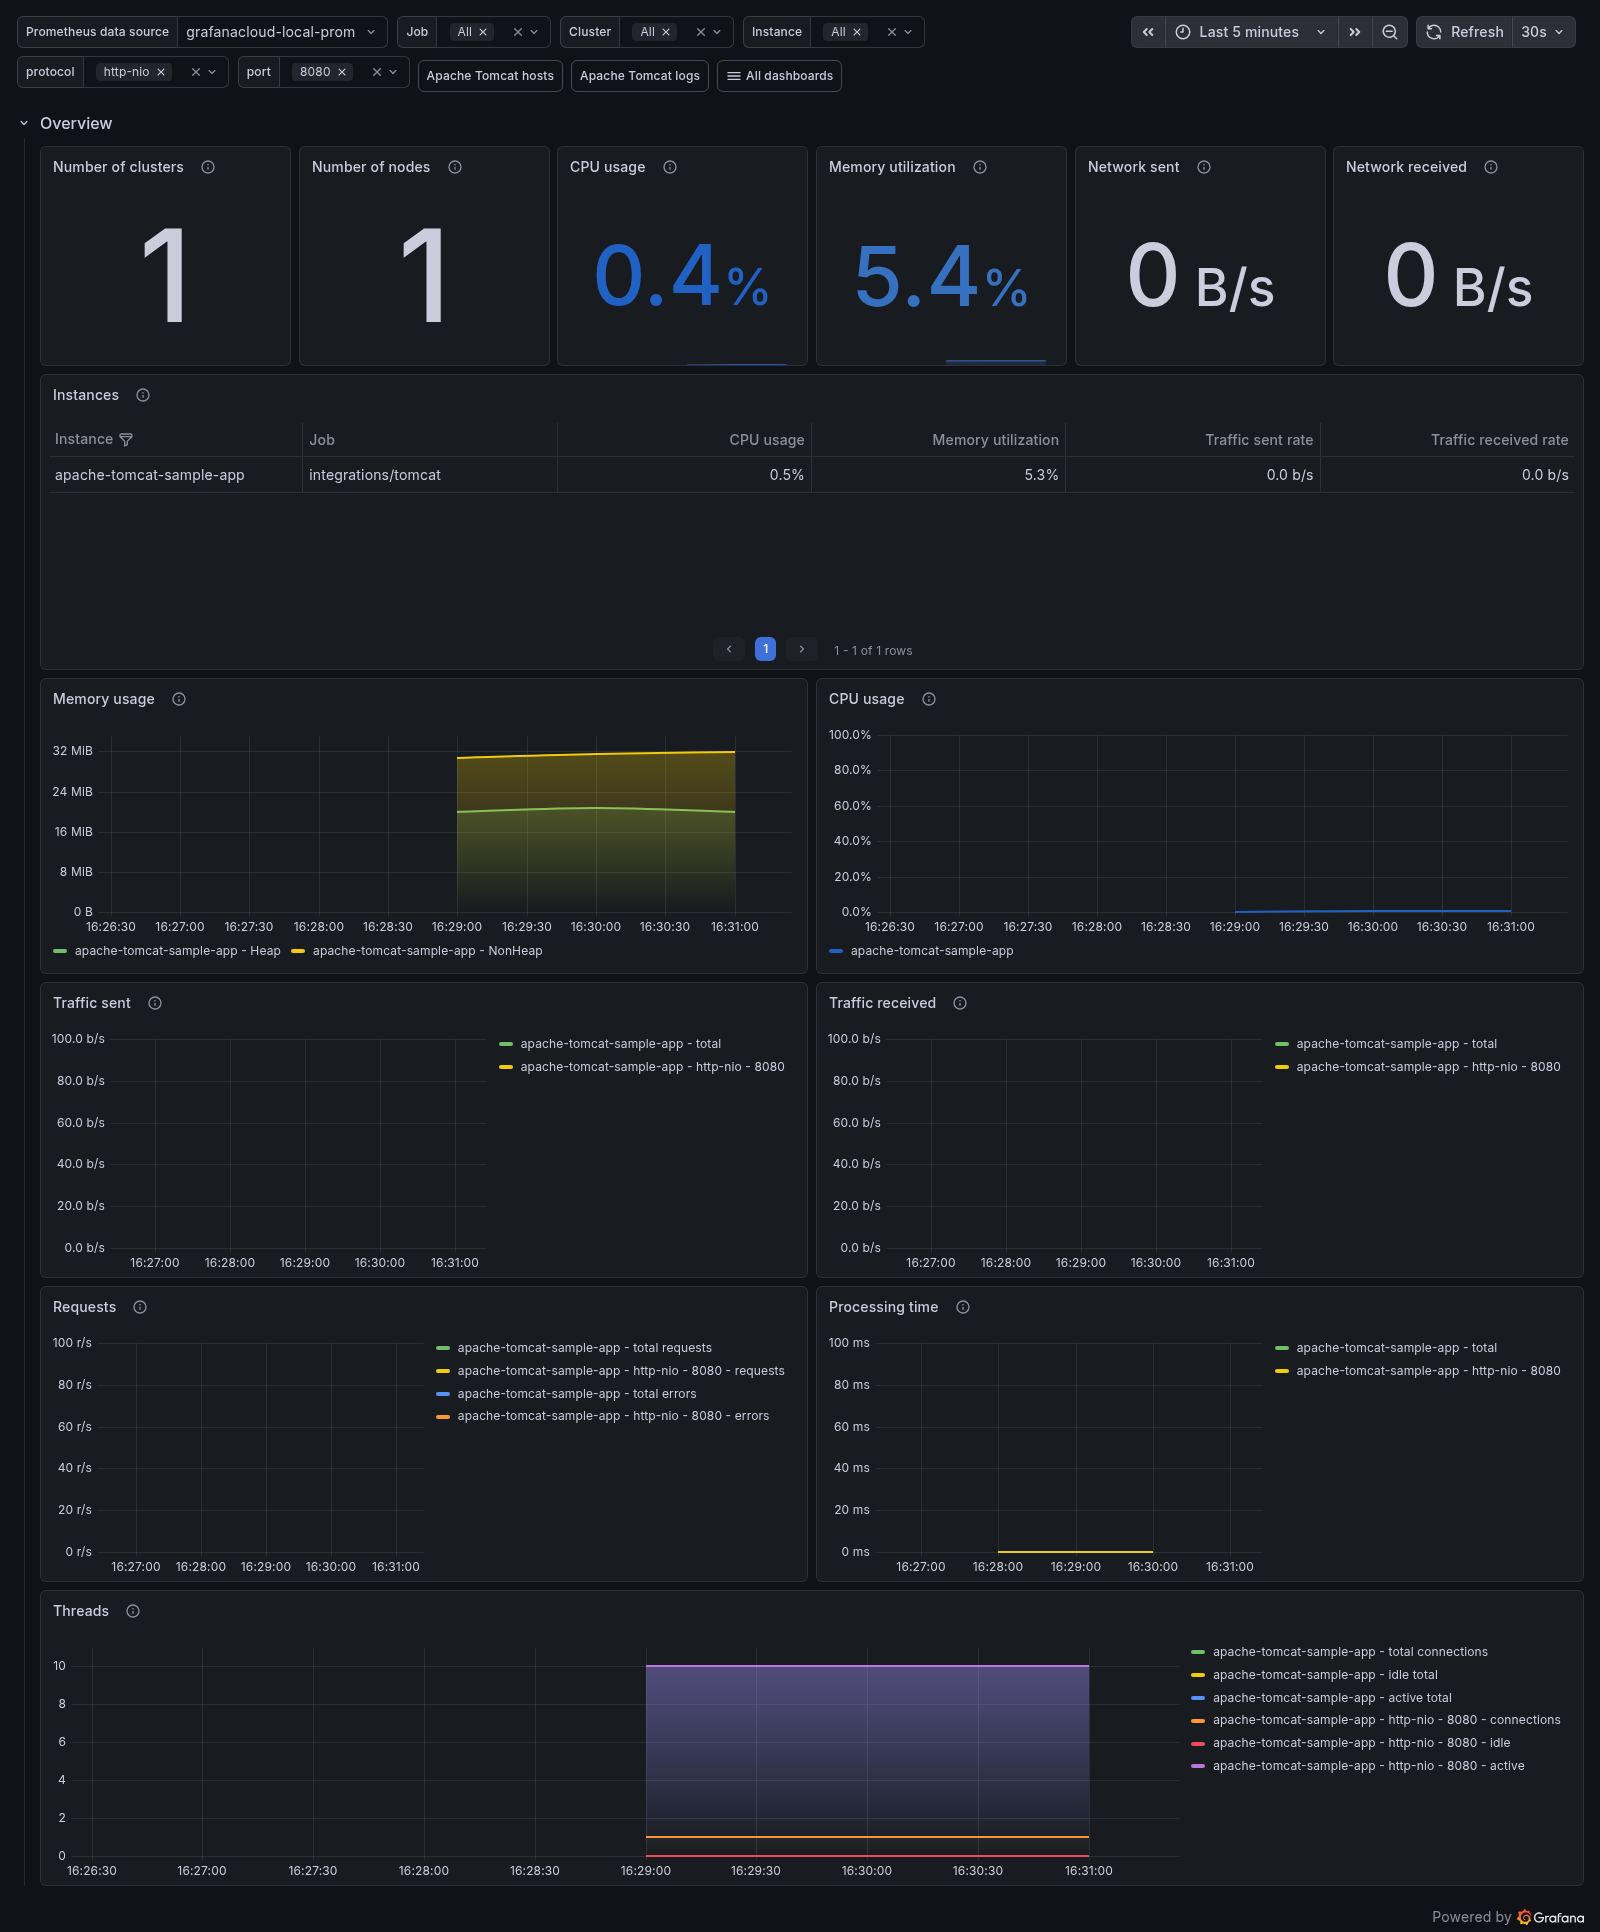 Prometheus data source grafanacloud-local-prom Job All Cluster All Instance All Last 5 minutes Refresh 30s
protocol http-nio port 8080 Apache Tomcat hosts Apache Tomcat logs All dashboards
Overview
Number of clusters Number of nodes CPU usage Memory utilization Network sent Network received
1 1 0.4% 5.4% 0 B/s 0 B/s
Instances
Instance Job CPU usage Memory utilization Traffic sent rate Traffic received rate
apache-tomcat-sample-app integrations/tomcat 0.5% 5.3% 0.0 b/s 0.0 b/s
1 1 - 1 of 1 rows
Memory usage
32 MiB
24 MiB
16 MiB
8 MiB
0 B
16:26:30 16:27:00 16:27:30 16:28:00 16:28:30 16:29:00 16:29:30 16:30:00 16:30:30 16:31:00
apache-tomcat-sample-app - Heap apache-tomcat-sample-app - NonHeap
CPU usage
100.0%
80.0%
60.0%
40.0%
20.0%
0.0%
16:26:30 16:27:00 16:27:30 16:28:00 16:28:30 16:29:00 16:29:30 16:30:00 16:30:30 16:31:00
apache-tomcat-sample-app
Traffic sent
100.0 b/s
80.0 b/s
60.0 b/s
40.0 b/s
20.0 b/s
0.0 b/s
16:27:00 16:28:00 16:29:00 16:30:00 16:31:00
apache-tomcat-sample-app - total
apache-tomcat-sample-app - http-nio - 8080
Traffic received
100.0 b/s
80.0 b/s
60.0 b/s
40.0 b/s
20.0 b/s
0.0 b/s
16:27:00 16:28:00 16:29:00 16:30:00 16:31:00
apache-tomcat-sample-app - total
apache-tomcat-sample-app - http-nio - 8080
Requests
100 r/s
80 r/s
60 r/s
40 r/s
20 r/s
0 r/s
16:27:00 16:28:00 16:29:00 16:30:00 16:31:00
apache-tomcat-sample-app - total requests
apache-tomcat-sample-app - http-nio - 8080 - requests
apache-tomcat-sample-app - total errors
apache-tomcat-sample-app - http-nio - 8080 - errors
Processing time
100 ms
80 ms
60 ms
40 ms
20 ms
0 ms
16:27:00 16:28:00 16:29:00 16:30:00 16:31:00
apache-tomcat-sample-app - total
apache-tomcat-sample-app - http-nio - 8080
Threads
10
8
6
4
2
0
16:26:30 16:27:00 16:27:30 16:28:00 16:28:30 16:29:00 16:29:30 16:30:00 16:30:30 16:31:00
apache-tomcat-sample-app - total connections
apache-tomcat-sample-app - idle total
apache-tomcat-sample-app - active total
apache-tomcat-sample-app - http-nio - 8080 - connections
apache-tomcat-sample-app - http-nio - 8080 - idle
apache-tomcat-sample-app - http-nio - 8080 - active
Powered by Grafana